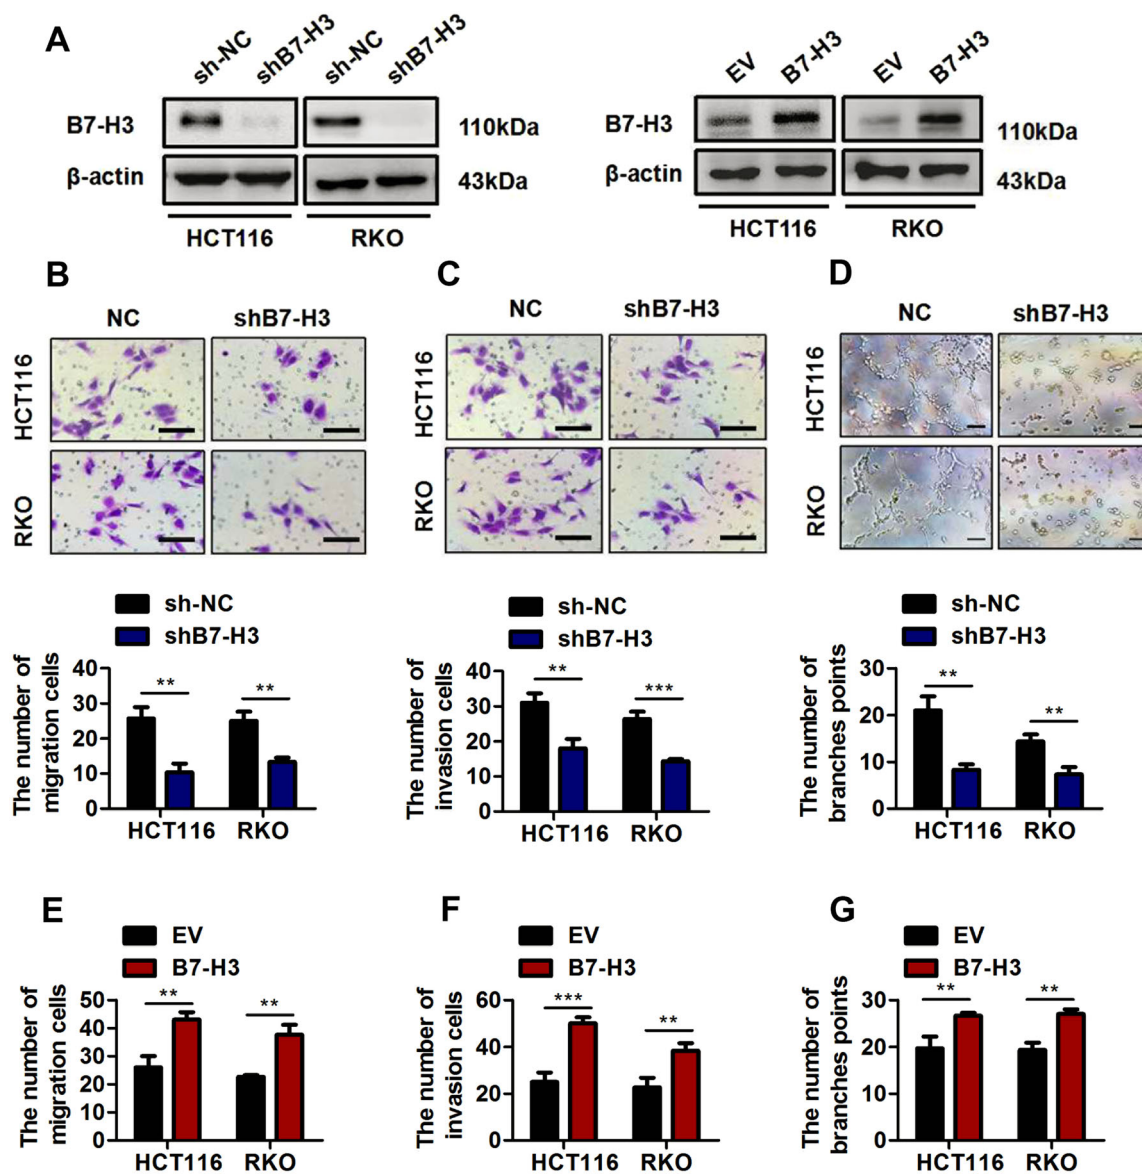 A
sh-NC shB7-H3 sh-NC shB7-H3
EV B7-H3 EV B7-H3
B7-H3 110kDa
β-actin 43kDa
HCT116 RKO
B7-H3 110kDa
β-actin 43kDa
HCT116 RKO
B
NC shB7-H3
HCT116
RKO
sh-NC
shB7-H3
The number of
migration cells
40
30
20
10
0
** **
HCT116 RKO
C
NC shB7-H3
HCT116
RKO
sh-NC
shB7-H3
The number of
invasion cells
40
30
20
10
0
** ***
HCT116 RKO
D
NC shB7-H3
HCT116
RKO
sh-NC
shB7-H3
The number of
branches points
30
20
10
0
** **
HCT116 RKO
E
EV
B7-H3
The number of
migration cells
50
40
30
20
10
0
** **
HCT116 RKO
F
EV
B7-H3
The number of
invasion cells
60
40
20
0
*** **
HCT116 RKO
G
EV
B7-H3
The number of
branches points
30
20
10
0
** **
HCT116 RKO